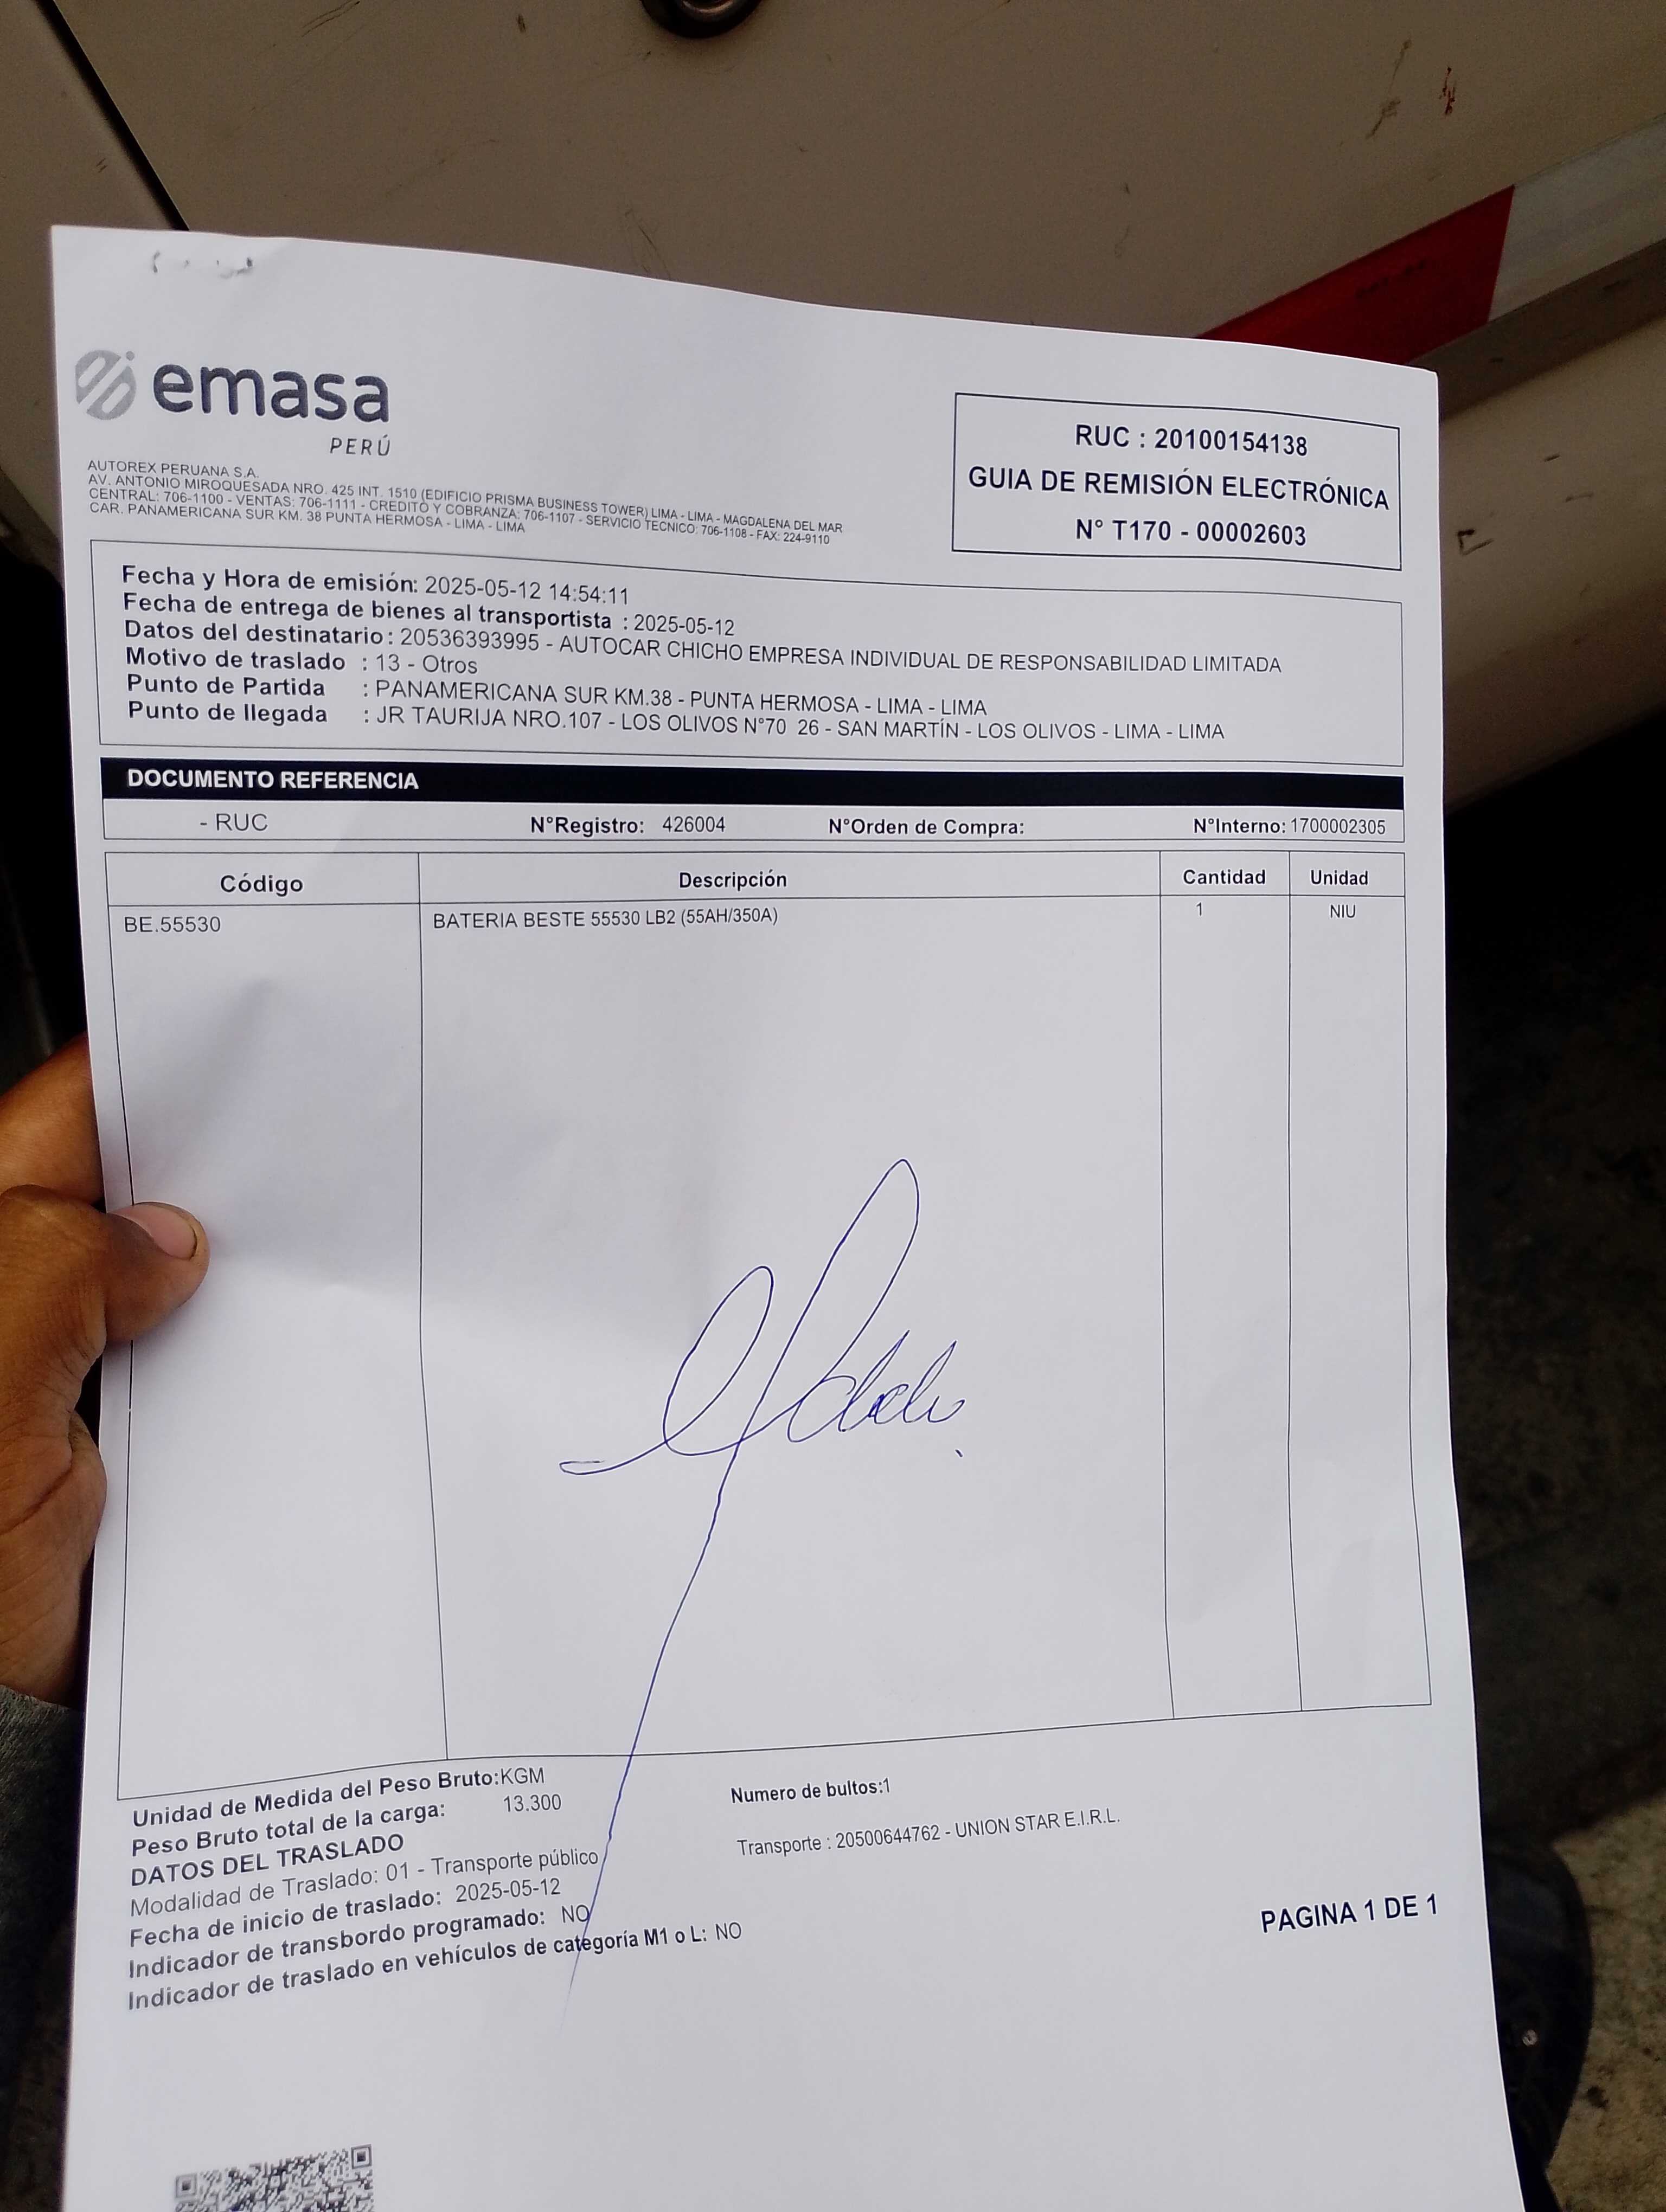 emasa
PERÚ
AUTOREX PERUANA S.A.
AV. ANTONIO MIROQUESADA NRO. 425 INT. 1510 (EDIFICIO PRISMA BUSINESS TOWER) LIMA - LIMA - MAGDALENA DEL MAR
CENTRAL: 706-1100 - VENTAS: 706-1111 - CREDITO Y COBRANZA: 706-1107 - SERVICIO TECNICO: 706-1108 - FAX: 224-9110
CAR. PANAMERICANA SUR KM. 38 PUNTA HERMOSA - LIMA - LIMA
RUC : 20100154138
GUIA DE REMISIÓN ELECTRÓNICA
N° T170 - 00002603
Fecha y Hora de emisión: 2025-05-12 14:54:11
Fecha de entrega de bienes al transportista : 2025-05-12
Datos del destinatario: 20536393995 - AUTOCAR CHICHO EMPRESA INDIVIDUAL DE RESPONSABILIDAD LIMITADA
Motivo de traslado : 13 - Otros
Punto de Partida : PANAMERICANA SUR KM.38 - PUNTA HERMOSA - LIMA - LIMA
Punto de llegada : JR TAURIJA NRO.107 - LOS OLIVOS N°70 26 - SAN MARTÍN - LOS OLIVOS - LIMA - LIMA
DOCUMENTO REFERENCIA
- RUC N°Registro: 426004 N°Orden de Compra: N°Interno: 1700002305
Código Descripción Cantidad Unidad
BE.55530 BATERIA BESTE 55530 LB2 (55AH/350A) 1 NIU
Unidad de Medida del Peso Bruto:KGM
Peso Bruto total de la carga: 13.300
Numero de bultos:1
DATOS DEL TRASLADO
Transporte : 20500644762 - UNION STAR E.I.R.L.
Modalidad de Traslado: 01 - Transporte público
Fecha de inicio de traslado: 2025-05-12
Indicador de transbordo programado: NO
Indicador de traslado en vehículos de categoría M1 o L: NO
PAGINA 1 DE 1